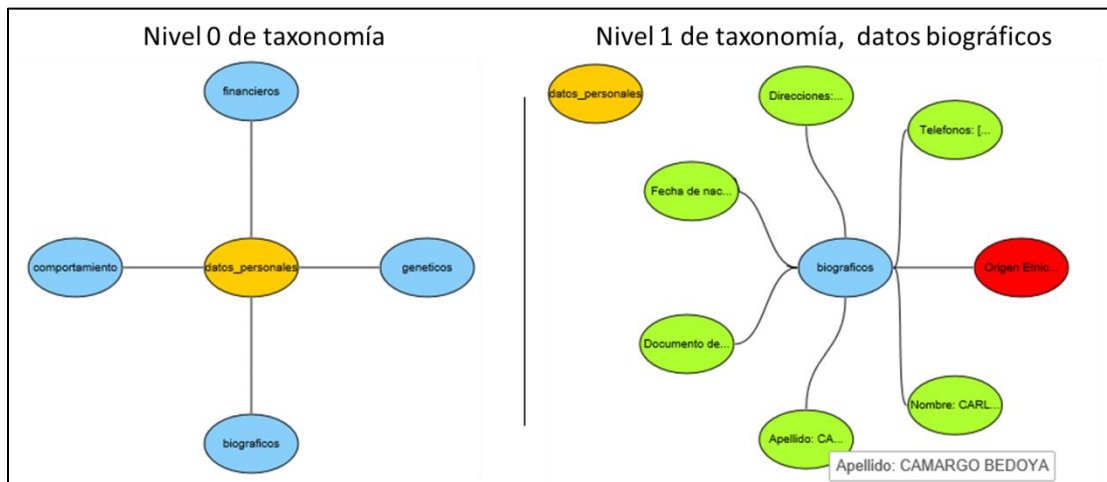 Nivel 0 de taxonomía
financieros
comportamiento
datos_personales
geneticos
biograficos
Nivel 1 de taxonomía, datos biográficos
datos_personales
Direcciones:...
Telefonos: [...
Fecha de nac...
biograficos
Origen Etnic...
Documento de...
Nombre: CARL...
Apellido: CA...
Apellido: CAMARGO BEDOYA